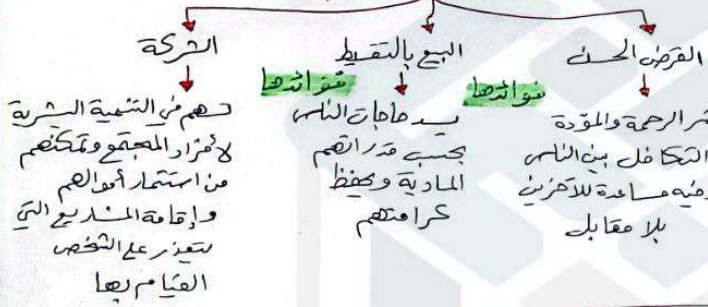 القرض الحسن
البيع بالتقسيط
الشركة
فوائدها
فوائدها
الرحمة والمودة
التكافل بين الناس
وفيه مساعدة للآخرين
بلا مقابل
يسد حاجات الناس
بحسب قدراتهم
المادية ويحفظ
كرامتهم
تسهم في التنمية البشرية
لأفراد المجتمع وتمكنهم
من استثمار أموالهم
وإقامة المشاريع التي
يتعذر على الشخص
القيام بها